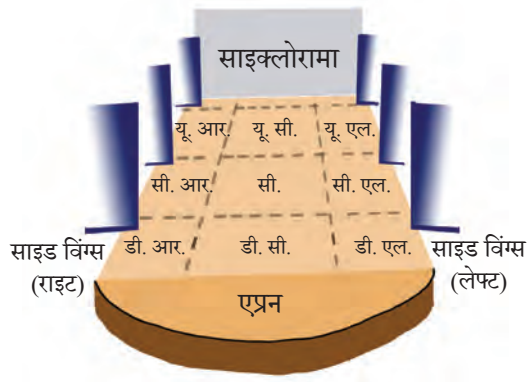 साइक्लोरामा
यू. आर. यू. सी. यू. एल.
सी. आर. सी. सी. एल.
डी. आर. डी. सी. डी. एल.
साइड विंग्स
(राइट)
साइड विंग्स
(लेफ्ट)
एप्रन